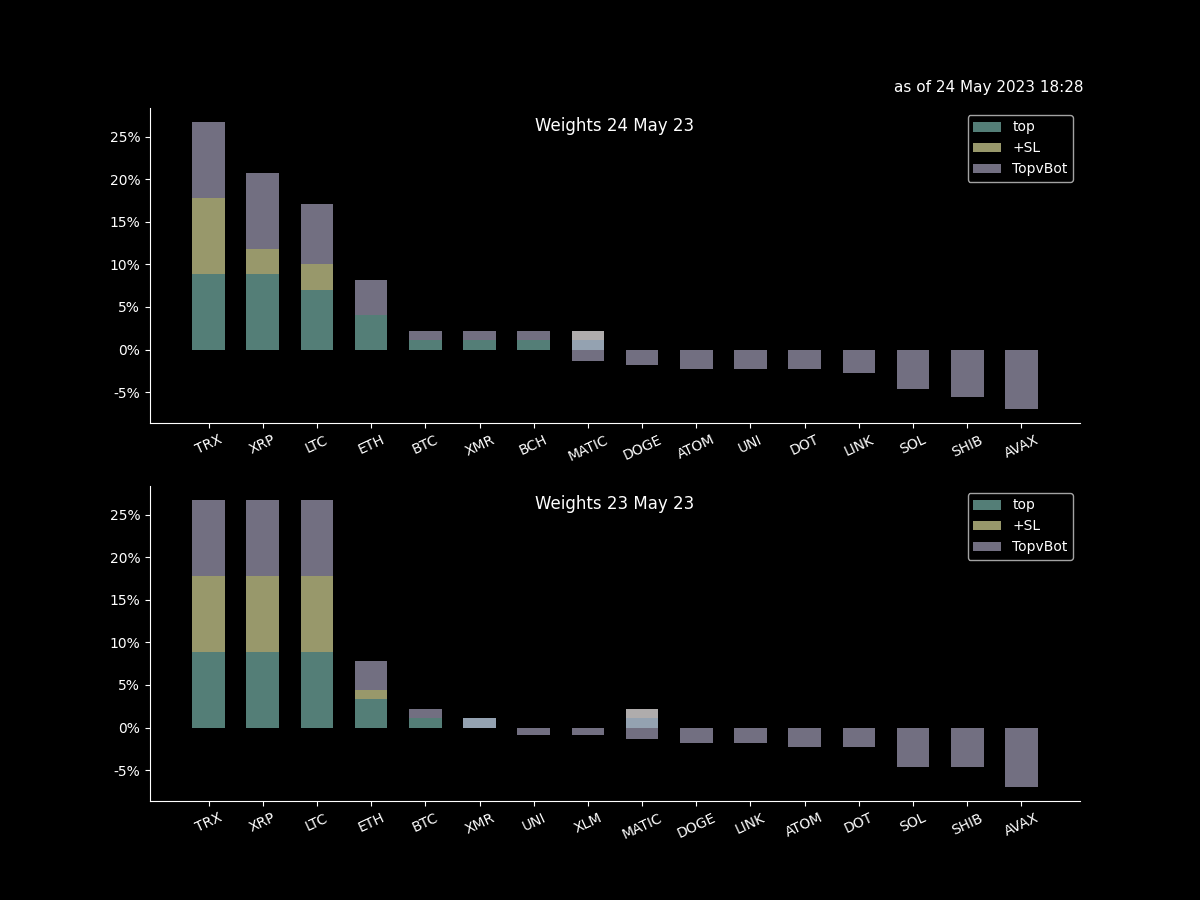 as of 24 May 2023 18:28
Weights 24 May 23
top
+SL
TopvBot
25%
20%
15%
10%
5%
0%
-5%
TRX XRP LTC ETH BTC XMR BCH MATIC DOGE ATOM UNI DOT LINK SOL SHIB AVAX
Weights 23 May 23
top
+SL
TopvBot
25%
20%
15%
10%
5%
0%
-5%
TRX XRP LTC ETH BTC XMR UNI XLM MATIC DOGE LINK ATOM DOT SOL SHIB AVAX